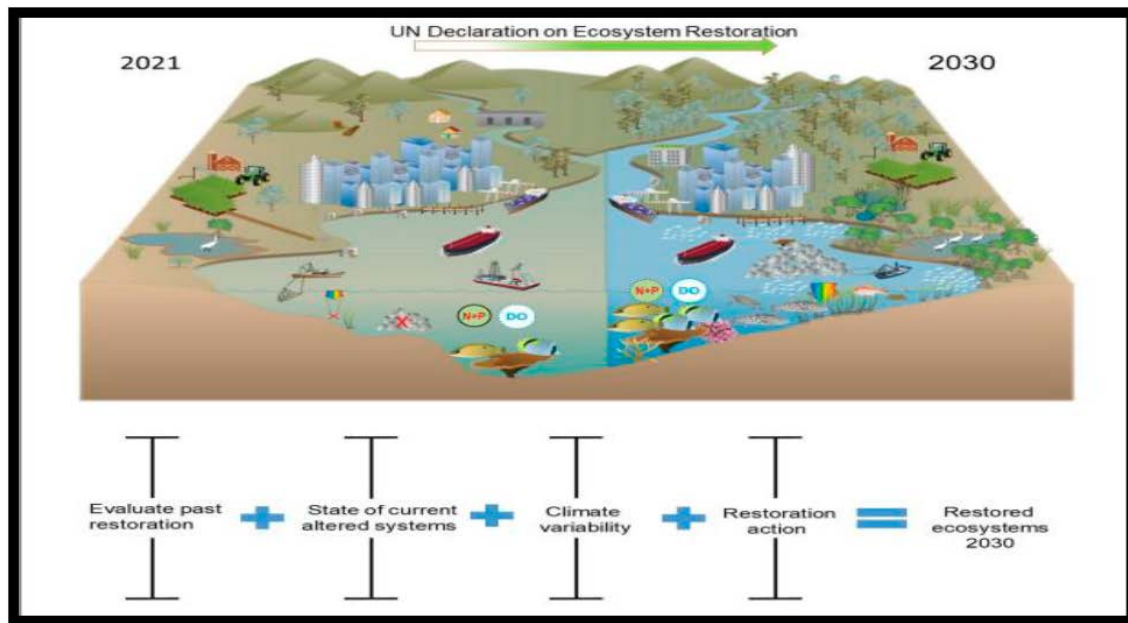 UN Declaration on Ecosystem Restoration
2021
2030
N+P
DO
N+P
DO
Evaluate past
restoration
State of current
altered systems
Climate
variability
Restoration
action
Restored
ecosystems
2030